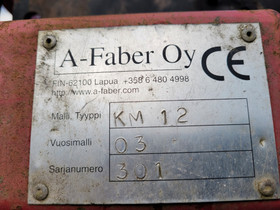 A-Faber Oy CE
FIN-62100 Lapua +358 6 480 4998
http://www.a-faber.com
Malli, Tyyppi KM 12
Vuosimalli 03
Sarjanumero 301